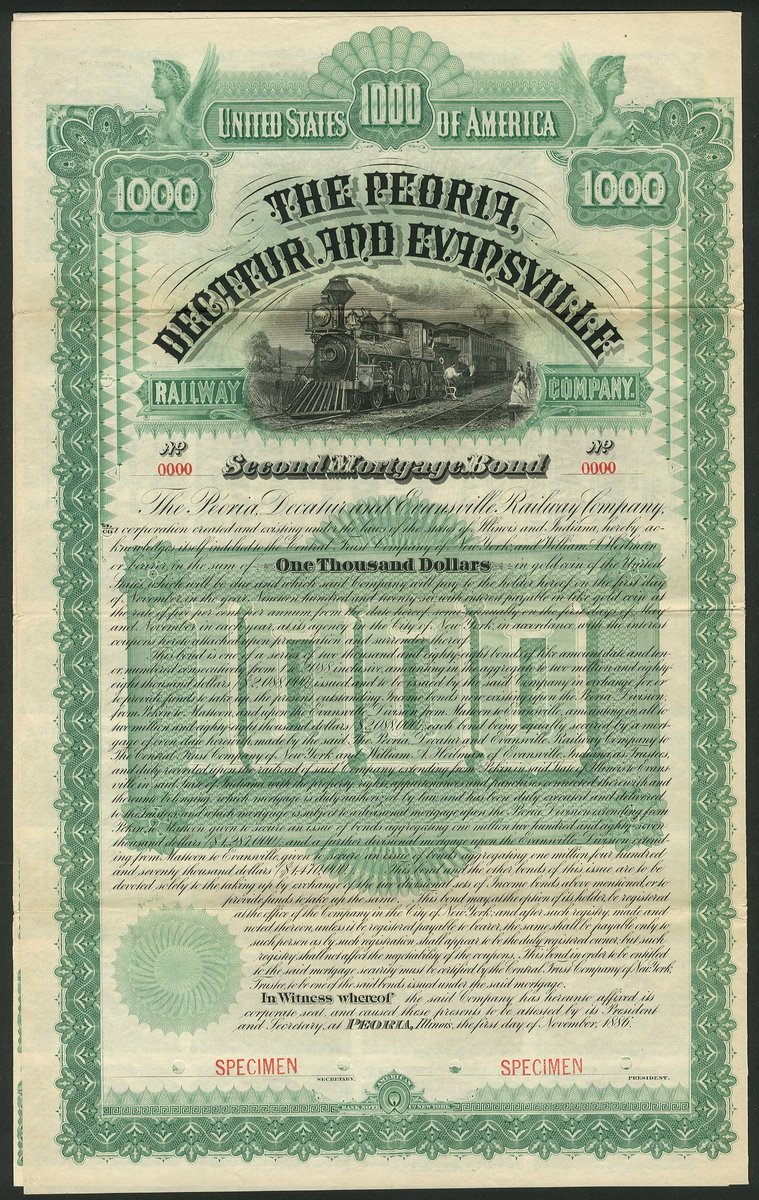 UNITED STATES 1000 OF AMERICA
1000 1000
THE PEORIA,
DECATUR AND EVANSVILLE
RAILWAY COMPANY.
No No
0000 Second Mortgage Bond 0000
The Peoria, Decatur and Evansville Railway Company,
a corporation created and existing under the laws of the states of Illinois and Indiana, hereby ac-
knowledges itself indebted to the Central Trust Company of New York, and William A. Heilman
or bearer in the sum of One Thousand Dollars in gold coin of the United
States, which will be due and which said Company will pay to the holder hereof on the first day
of November, in the year, Nineteen hundred and twenty six with interest payable in like gold coin at
the rate of five per cent per annum, from the date hereof, semi-annually on the first days of May
and November in each year, at its agency in the City of New York, in accordance with the interest
coupons hereto attached upon presentation and surrender thereof.
This bond is one of a series of two thousand and eighty-eight bonds of like amount date and ten-
or, numbered consecutively from 1 to 2088 inclusive, and making in the aggregate two million and eighty
eight thousand dollars ($2,088,000) issued and to be issued by the said Company in exchange for or
to provide funds to take up the present outstanding Income bonds now existing upon the Peoria Division
from Pekin to Mattoon, and upon the Evansville Division from Mattoon to Evansville, amounting in all to
two million and eighty eight thousand dollars ($2,088,000) each bond being equally secured by a mort-
gage of even date herewith made by the said The Peoria, Decatur and Evansville Railway Company to
The Central Trust Company of New York and William A. Heilman of Evansville, Indiana, as Trustees,
and duly recorded upon the railroad of said Company extending from Pekin in said State of Illinois to Evans-
ville in said State of Indiana, with the property, rights, appurtenances and franchises connected therewith and
thereunto belonging, which mortgage is duly authorized by law, and has been duly executed and delivered
to the trustees, and which mortgage is subject to a divisional mortgage upon the Peoria Division extending from
Pekin to Mattoon given to secure an issue of bonds aggregating one million two hundred and eighty-seven
thousand dollars ($1,287,000) and a further divisional mortgage upon the Evansville Division extend-
ing from Mattoon to Evansville, given to secure an issue of bonds aggregating one million four hundred
and seventy thousand dollars ($1,470,000). This bond and the other bonds of this issue are to be
devoted solely to the taking up by exchange of the two divisional sets of Income bonds above mentioned, or to
provide funds to take up the same. This bond may, at the option of its holder, be registered
at the office of the Company in the City of New York, and after such registry, made and
noted thereon, unless it be registered payable to bearer, the same shall be payable only to
such person as by such registration shall appear to be the duly registered owner, but such
registry shall not affect the negotiability of the coupons. This bond in order to be entitled
to the said mortgage security must be certified by the Central Trust Company of New York,
Trustee, to be one of the said bonds issued under the said mortgage.
In Witness whereof the said Company has hereunto affixed its
corporate seal, and caused these presents to be attested by its President
and Secretary, at PEORIA, Illinois, the first day of November, 1886.
SPECIMEN SPECIMEN
SECRETARY. PRESIDENT.
AMERICAN
BANK NOTE CO NEW YORK.